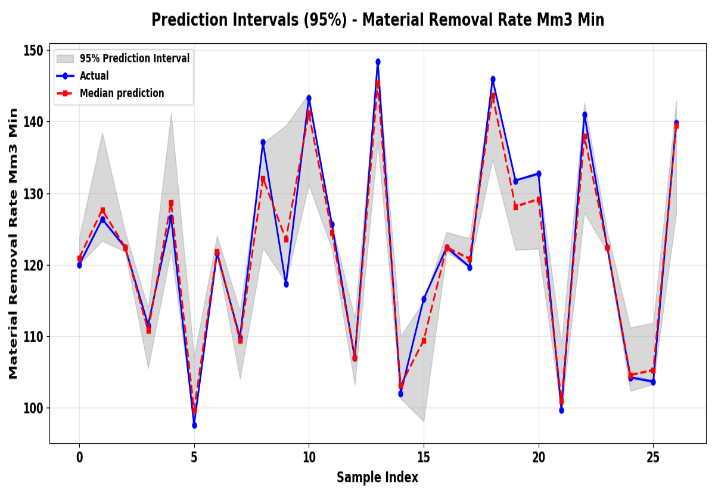 Prediction Intervals (95%) - Material Removal Rate Mm3 Min
150
140
130
120
110
100
Material Removal Rate Mm3 Min
95% Prediction Interval
Actual
Median prediction
0
5
10
15
20
25
Sample Index